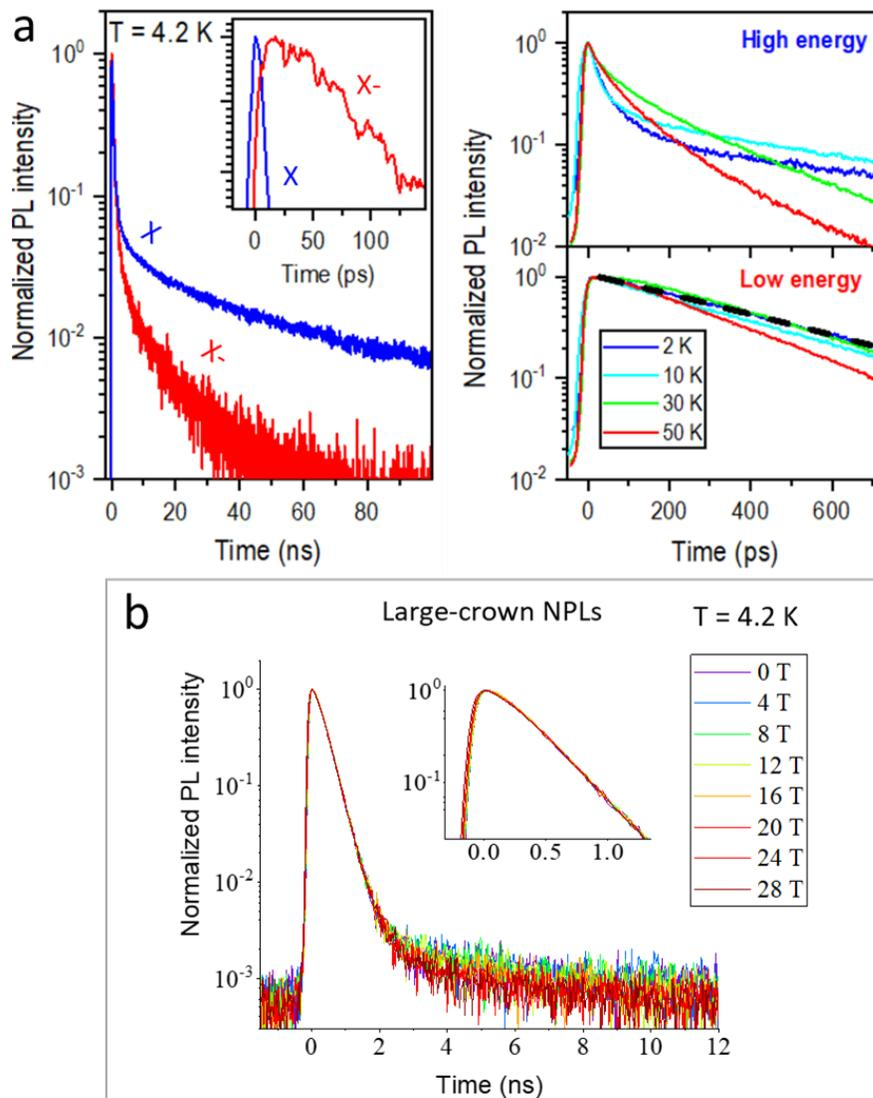 a
T = 4.2 K
Normalized PL intensity
10⁰
10⁻¹
10⁻²
10⁻³
X
X-
0 20 40 60 80
Time (ns)
X-
X
0 50 100
Time (ps)
High energy
Normalized PL intensity
10⁰
10⁻¹
10⁻²
Low energy
Normalized PL intensity
10⁰
10⁻¹
10⁻²
2 K
10 K
30 K
50 K
0 200 400 600
Time (ps)
b
Large-crown NPLs
T = 4.2 K
Normalized PL intensity
10⁰
10⁻¹
10⁻²
10⁻³
0 2 4 6 8 10 12
Time (ns)
10⁰
10⁻¹
0.0 0.5 1.0
0 T
4 T
8 T
12 T
16 T
20 T
24 T
28 T